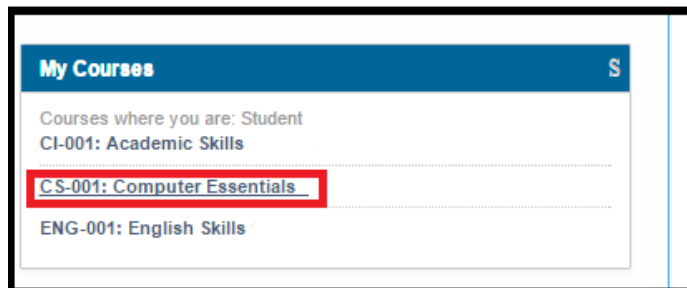 My Courses S
Courses where you are: Student
CI-001: Academic Skills
CS-001: Computer Essentials
ENG-001: English Skills